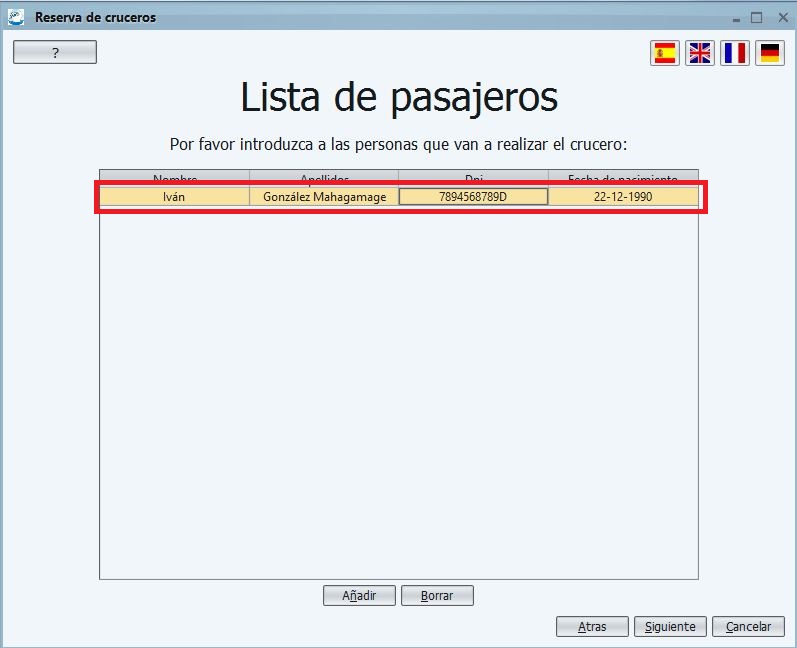 Reserva de cruceros
?
Lista de pasajeros
Por favor introduzca a las personas que van a realizar el crucero:
Nombre Apellidos Dni Fecha de nacimiento
Iván González Mahagamage 7894568789D 22-12-1990
Añadir Borrar
Atras Siguiente Cancelar